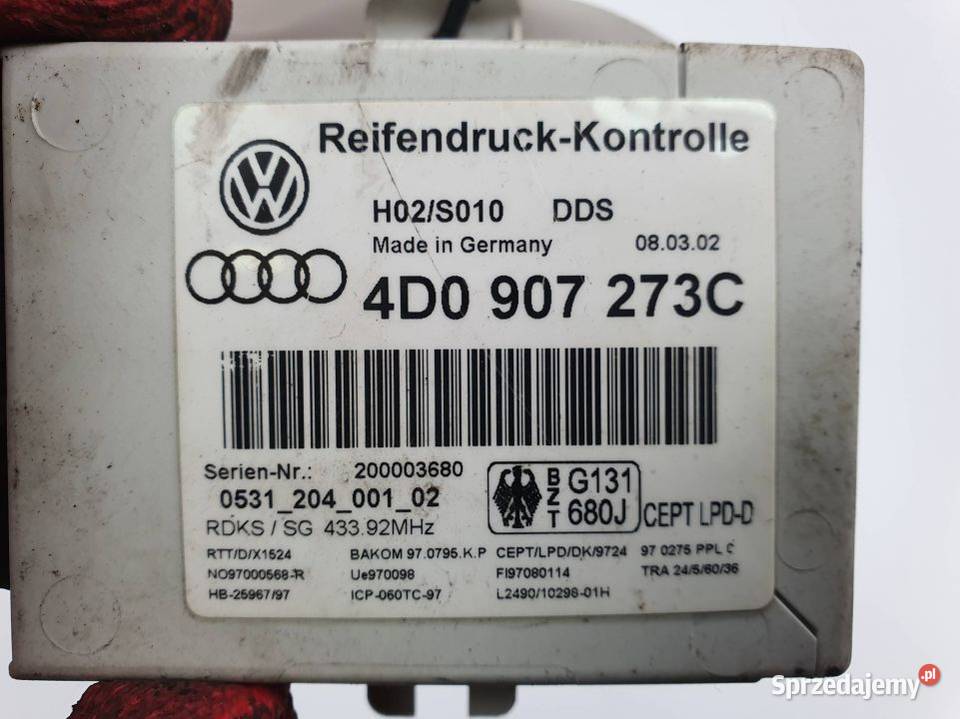 Reifendruck-Kontrolle
H02/S010 DDS
Made in Germany 08.03.02
4D0 907 273C
Serien-Nr.: 200003680
0531_204_001_02
RDKS / SG 433.92MHz
BZT G131 680J
CEPT LPD-D
RTT/D/X1524 BAKOM 97.0795.K.P CEPT/LPD/DK/9724 97 0275 PPL C
NO97000568-R Ue970098 FI97080114 TRA 24/5/60/36
HB-25967/97 ICP-060TC-97 L2490/10298-01H
Sprzedajemy.pl